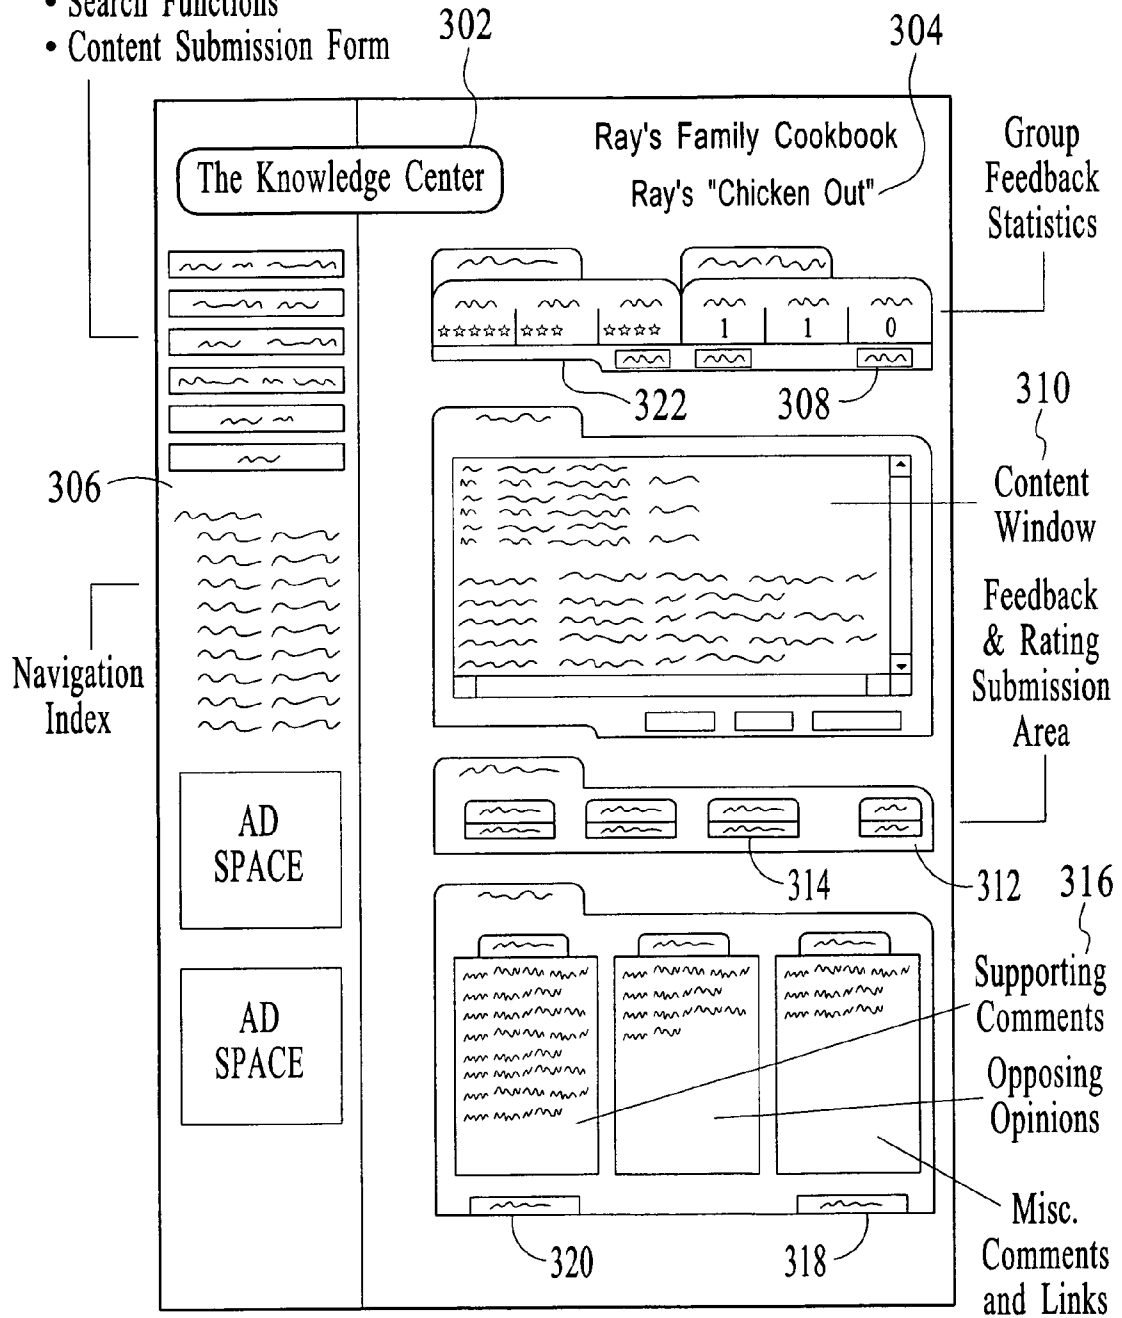 • Search Functions
• Content Submission Form
302
304
Ray's Family Cookbook
The Knowledge Center
Ray's "Chicken Out"
Group
Feedback
Statistics
☆☆☆☆☆ ☆☆☆ ☆☆☆☆ 1 1 0
322
308
310
Content
Window
306
Feedback
& Rating
Submission
Area
Navigation
Index
AD
SPACE
314
312
316
Supporting
Comments
AD
SPACE
Opposing
Opinions
Misc.
Comments
and Links
320
318